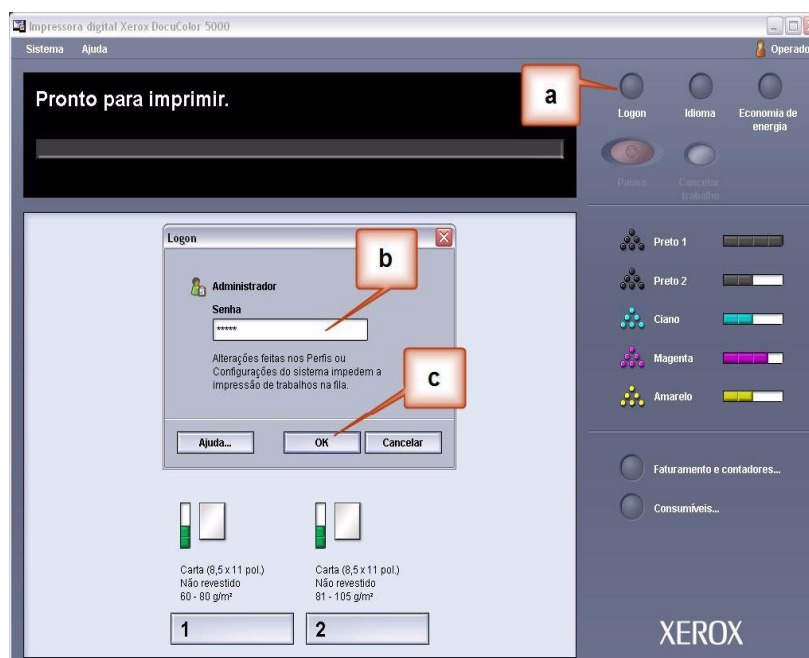 Impressora digital Xerox DocuColor 5000
Sistema Ajuda
Operado
Pronto para imprimir.
a
Logon
Idioma
Economia de
energia
Pausa
Cancelar
trabalho
Logon
b
Administrador
Senha
*****
Alterações feitas nos Perfis ou
Configurações do sistema impedem a
impressão de trabalhos na fila.
c
Ajuda...
OK
Cancelar
Preto 1
Preto 2
Ciano
Magenta
Amarelo
Faturamento e contadores...
Consumíveis...
Carta (8,5 x 11 pol.)
Não revestido
60 - 80 g/m²
1
Carta (8,5 x 11 pol.)
Não revestido
81 - 105 g/m²
2
XEROX